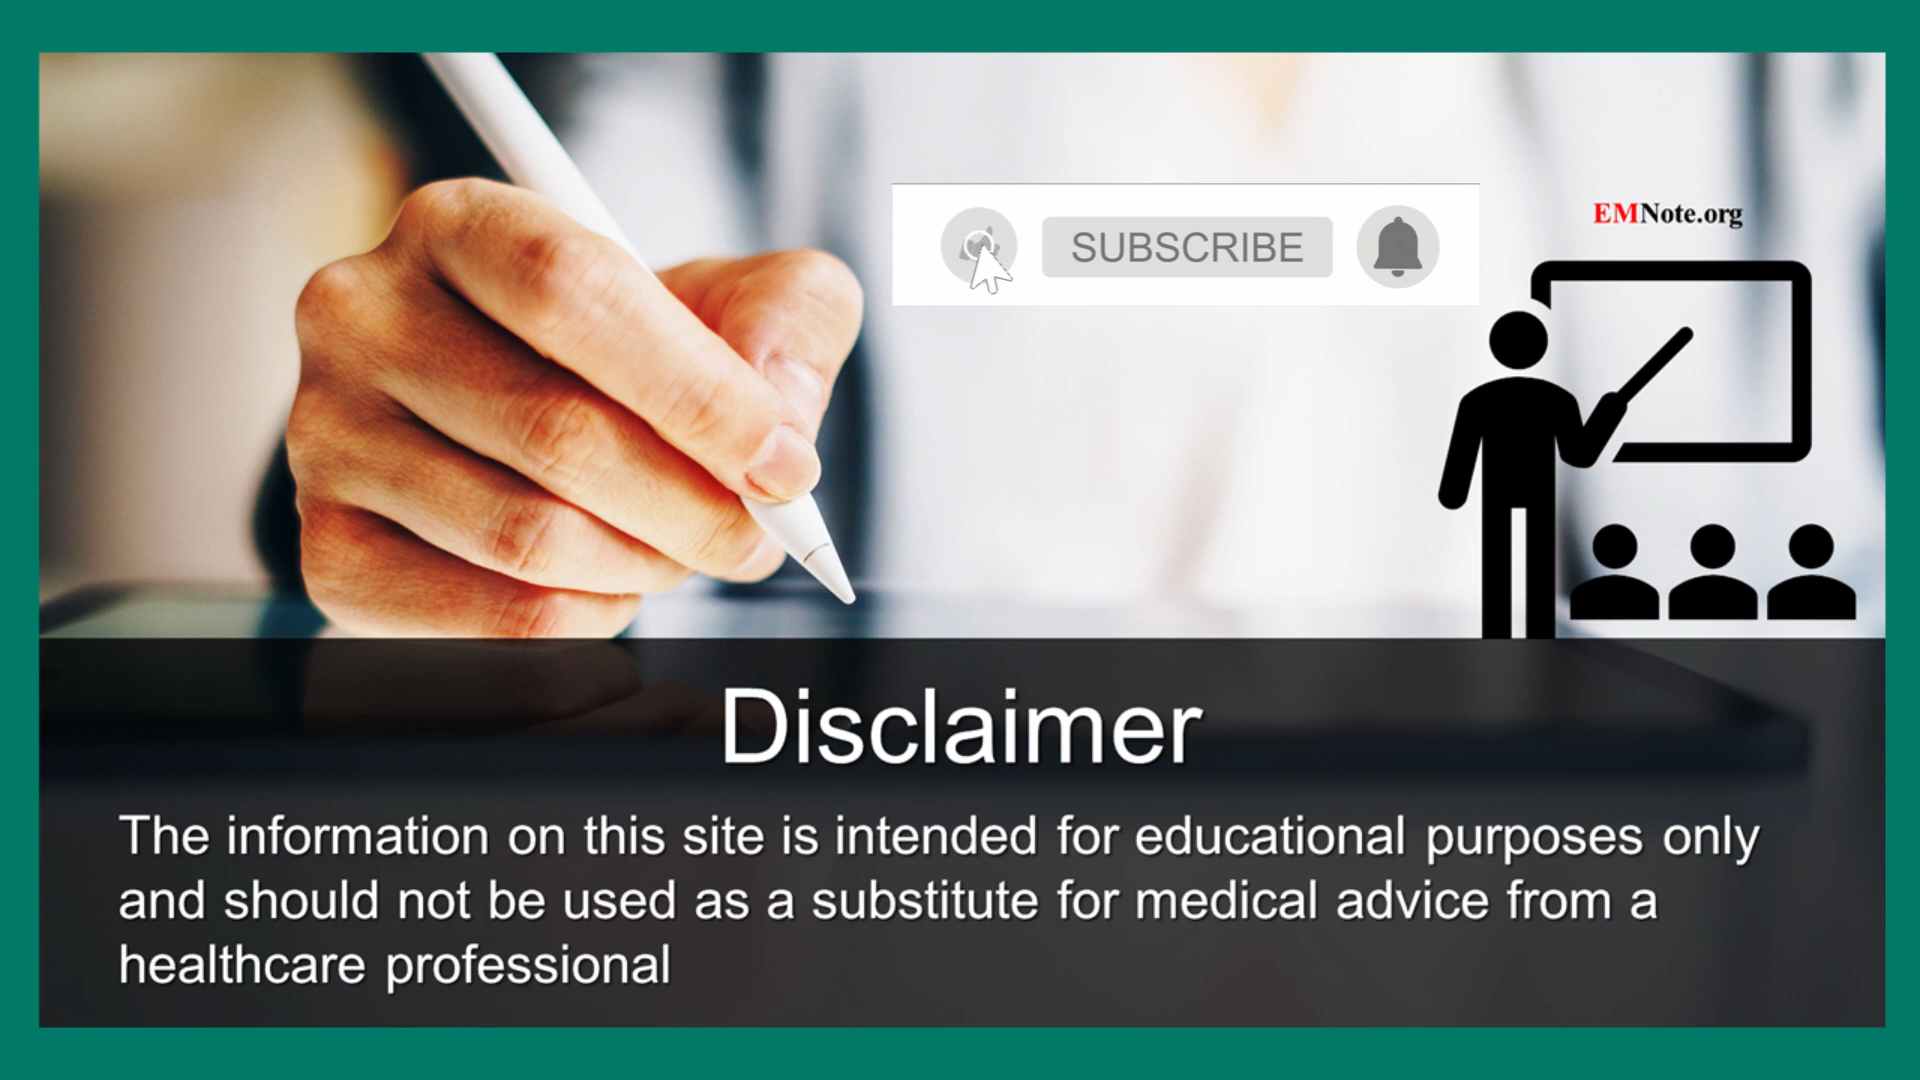 SUBSCRIBE
EMNote.org
Disclaimer
The information on this site is intended for educational purposes only
and should not be used as a substitute for medical advice from a
healthcare professional